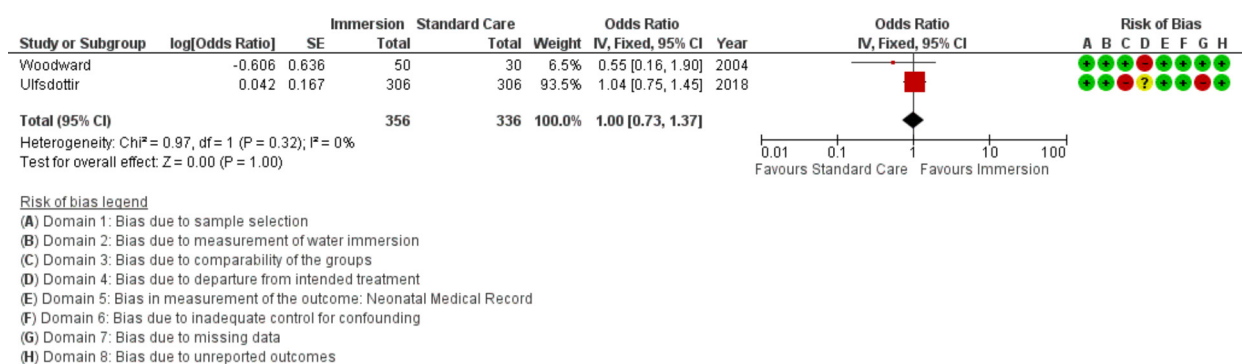 Immersion Standard Care Odds Ratio Odds Ratio Risk of Bias
Study or Subgroup log[Odds Ratio] SE Total Total Weight IV, Fixed, 95% CI Year IV, Fixed, 95% CI A B C D E F G H
Woodward -0.606 0.636 50 30 6.5% 0.55 [0.16, 1.90] 2004 + + + - + + + +
Ulfsdottir 0.042 0.167 306 306 93.5% 1.04 [0.75, 1.45] 2018 + + - ? + + - +
Total (95% CI) 356 336 100.0% 1.00 [0.73, 1.37]
Heterogeneity: Chi² = 0.97, df = 1 (P = 0.32); I² = 0%
Test for overall effect: Z = 0.00 (P = 1.00)
0.01 0.1 1 10 100
Favours Standard Care Favours Immersion
Risk of bias legend
(A) Domain 1: Bias due to sample selection
(B) Domain 2: Bias due to measurement of water immersion
(C) Domain 3: Bias due to comparability of the groups
(D) Domain 4: Bias due to departure from intended treatment
(E) Domain 5: Bias in measurement of the outcome: Neonatal Medical Record
(F) Domain 6: Bias due to inadequate control for confounding
(G) Domain 7: Bias due to missing data
(H) Domain 8: Bias due to unreported outcomes